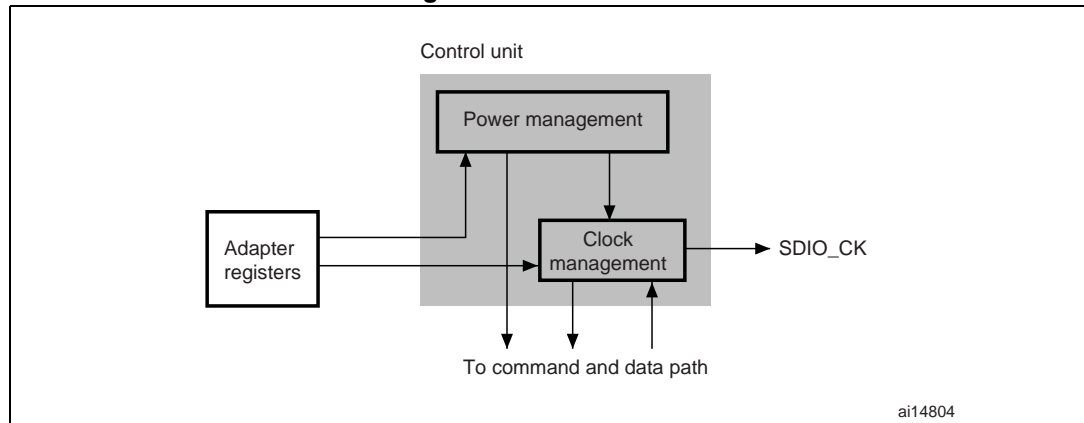 Control unit
Power management
Adapter
registers
Clock
management
SDIO_CK
To command and data path
ai14804